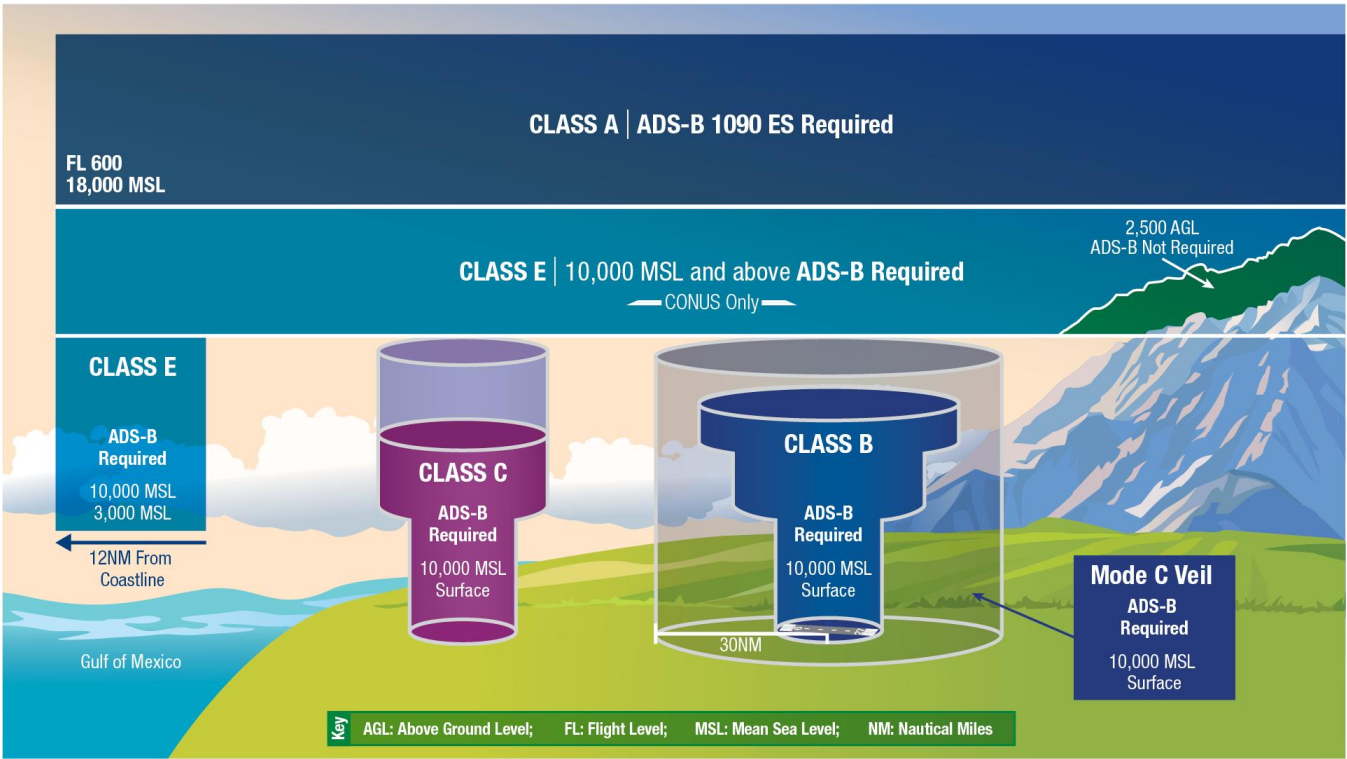 CLASS A | ADS-B 1090 ES Required
FL 600
18,000 MSL
2,500 AGL
ADS-B Not Required
CLASS E | 10,000 MSL and above ADS-B Required
CONUS Only
CLASS E
ADS-B
Required
10,000 MSL
3,000 MSL
12NM From
Coastline
Gulf of Mexico
CLASS C
ADS-B
Required
10,000 MSL
Surface
CLASS B
ADS-B
Required
10,000 MSL
Surface
30NM
Mode C Veil
ADS-B
Required
10,000 MSL
Surface
Key
AGL: Above Ground Level; FL: Flight Level; MSL: Mean Sea Level; NM: Nautical Miles